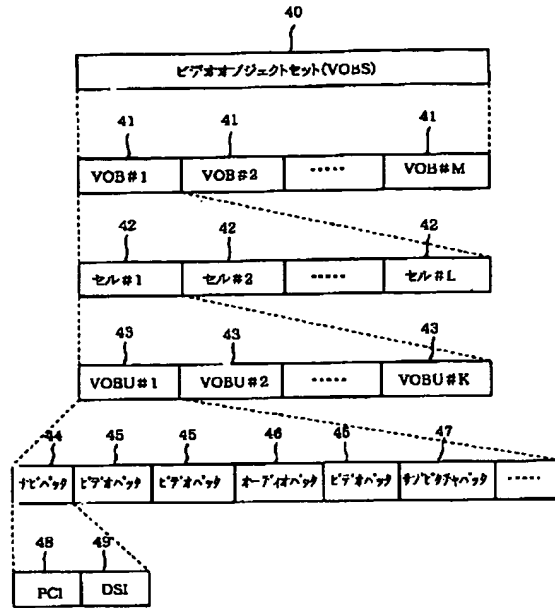 40
ビデオオブジェクトセット(VOBS)
41 41 41
VOB#1 VOB#2 ..... VOB#M
42 42 42
セル#1 セル#2 ..... セル#L
43 43 43
VOBU#1 VOBU#2 ..... VOBU#K
44 45 45 46 45 47
ナビパック ビデオパック ビデオパック オーディオパック ビデオパック サブピクチャパック .....
48 49
PCI DSI